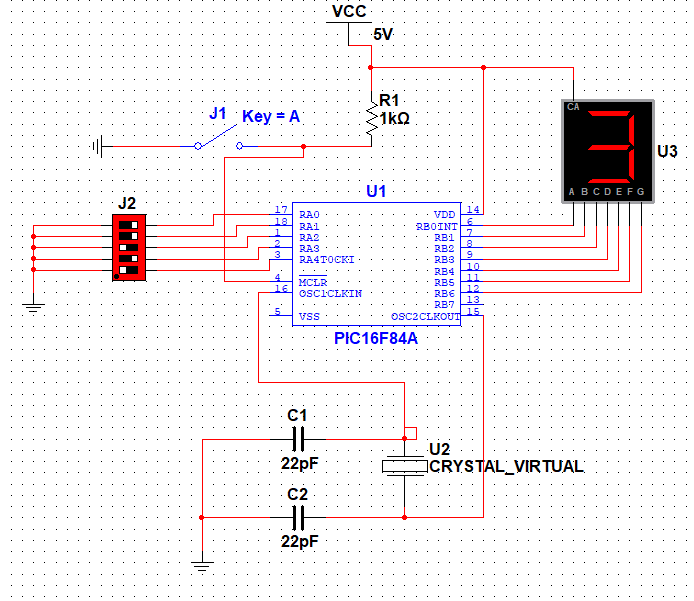 VCC
5V
R1
1kΩ
J1
Key = A
CA
U3
A B C D E F G
J2
U1
17 RA0
18 RA1
1 RA2
2 RA3
3 RA4T0CKI
4 MCLR
16 OSC1CLKIN
5 VSS
VDD 14
RB0INT 6
RB1 7
RB2 8
RB3 9
RB4 10
RB5 11
RB6 12
RB7 13
OSC2CLKOUT 15
PIC16F84A
C1
22pF
U2
CRYSTAL_VIRTUAL
C2
22pF